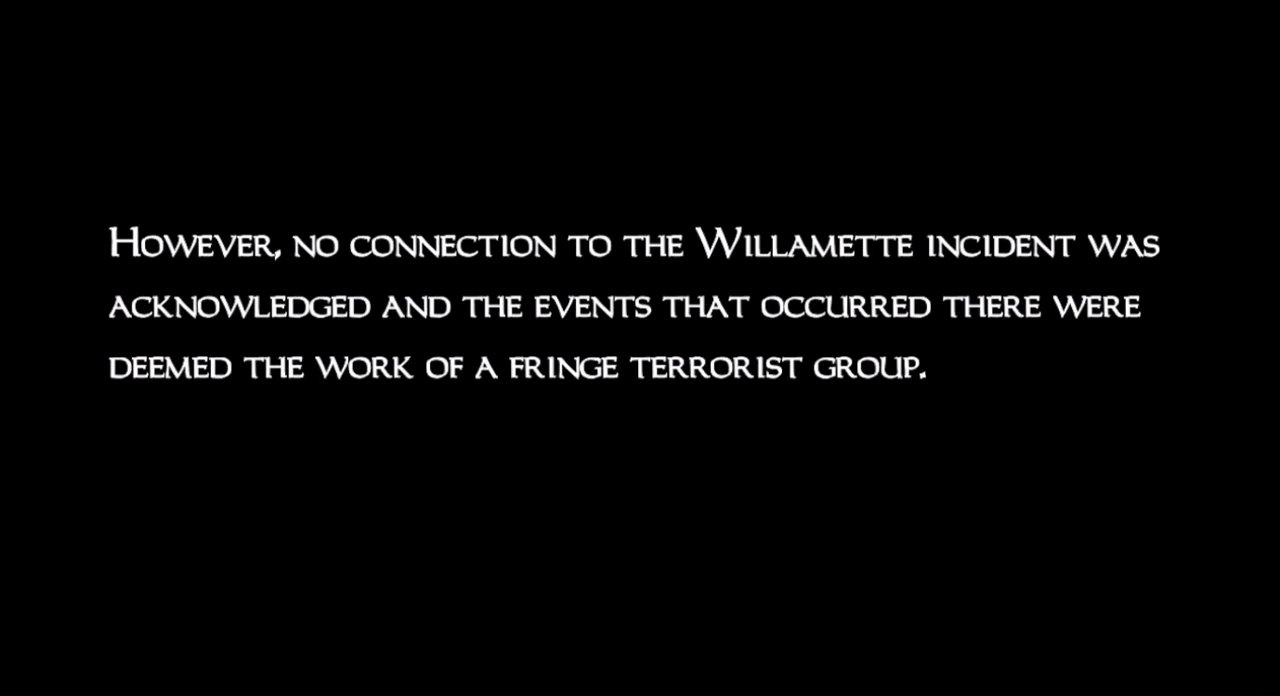 However, no connection to the Willamette incident was
acknowledged and the events that occurred there were
deemed the work of a fringe terrorist group.